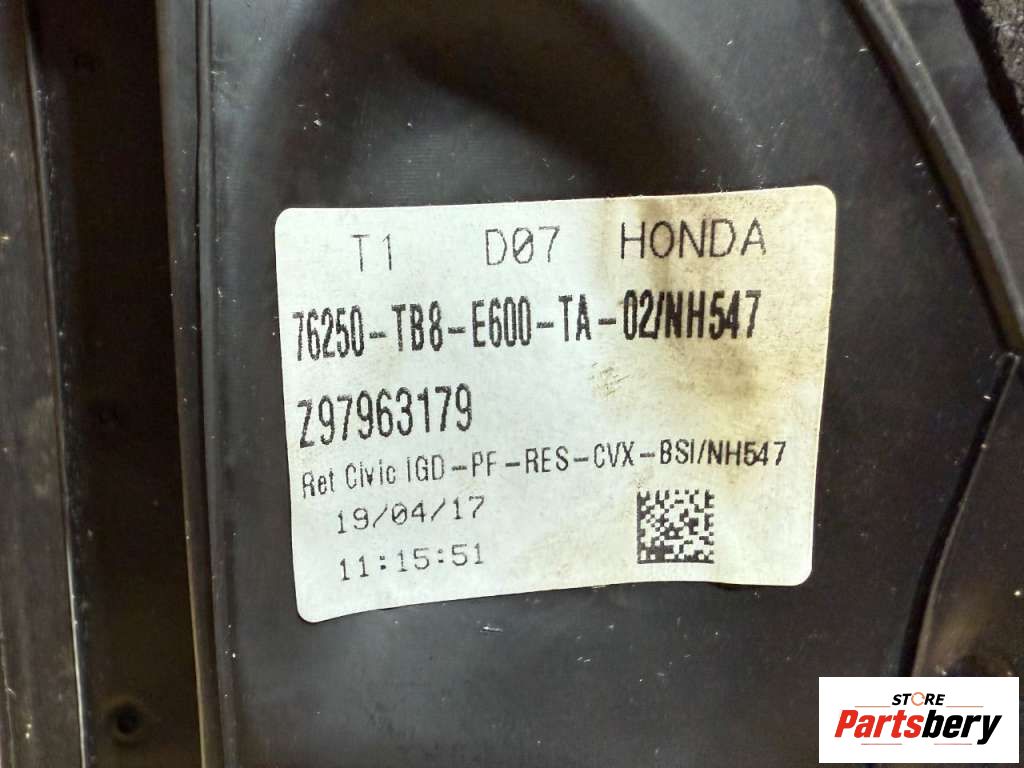 T1 D07 HONDA
76250-TB8-E600-TA-02/NH547
Z97963179
Ret Civic IGD-PF-RES-CVX-BSI/NH547
19/04/17
11:15:51
STORE
Partsbery